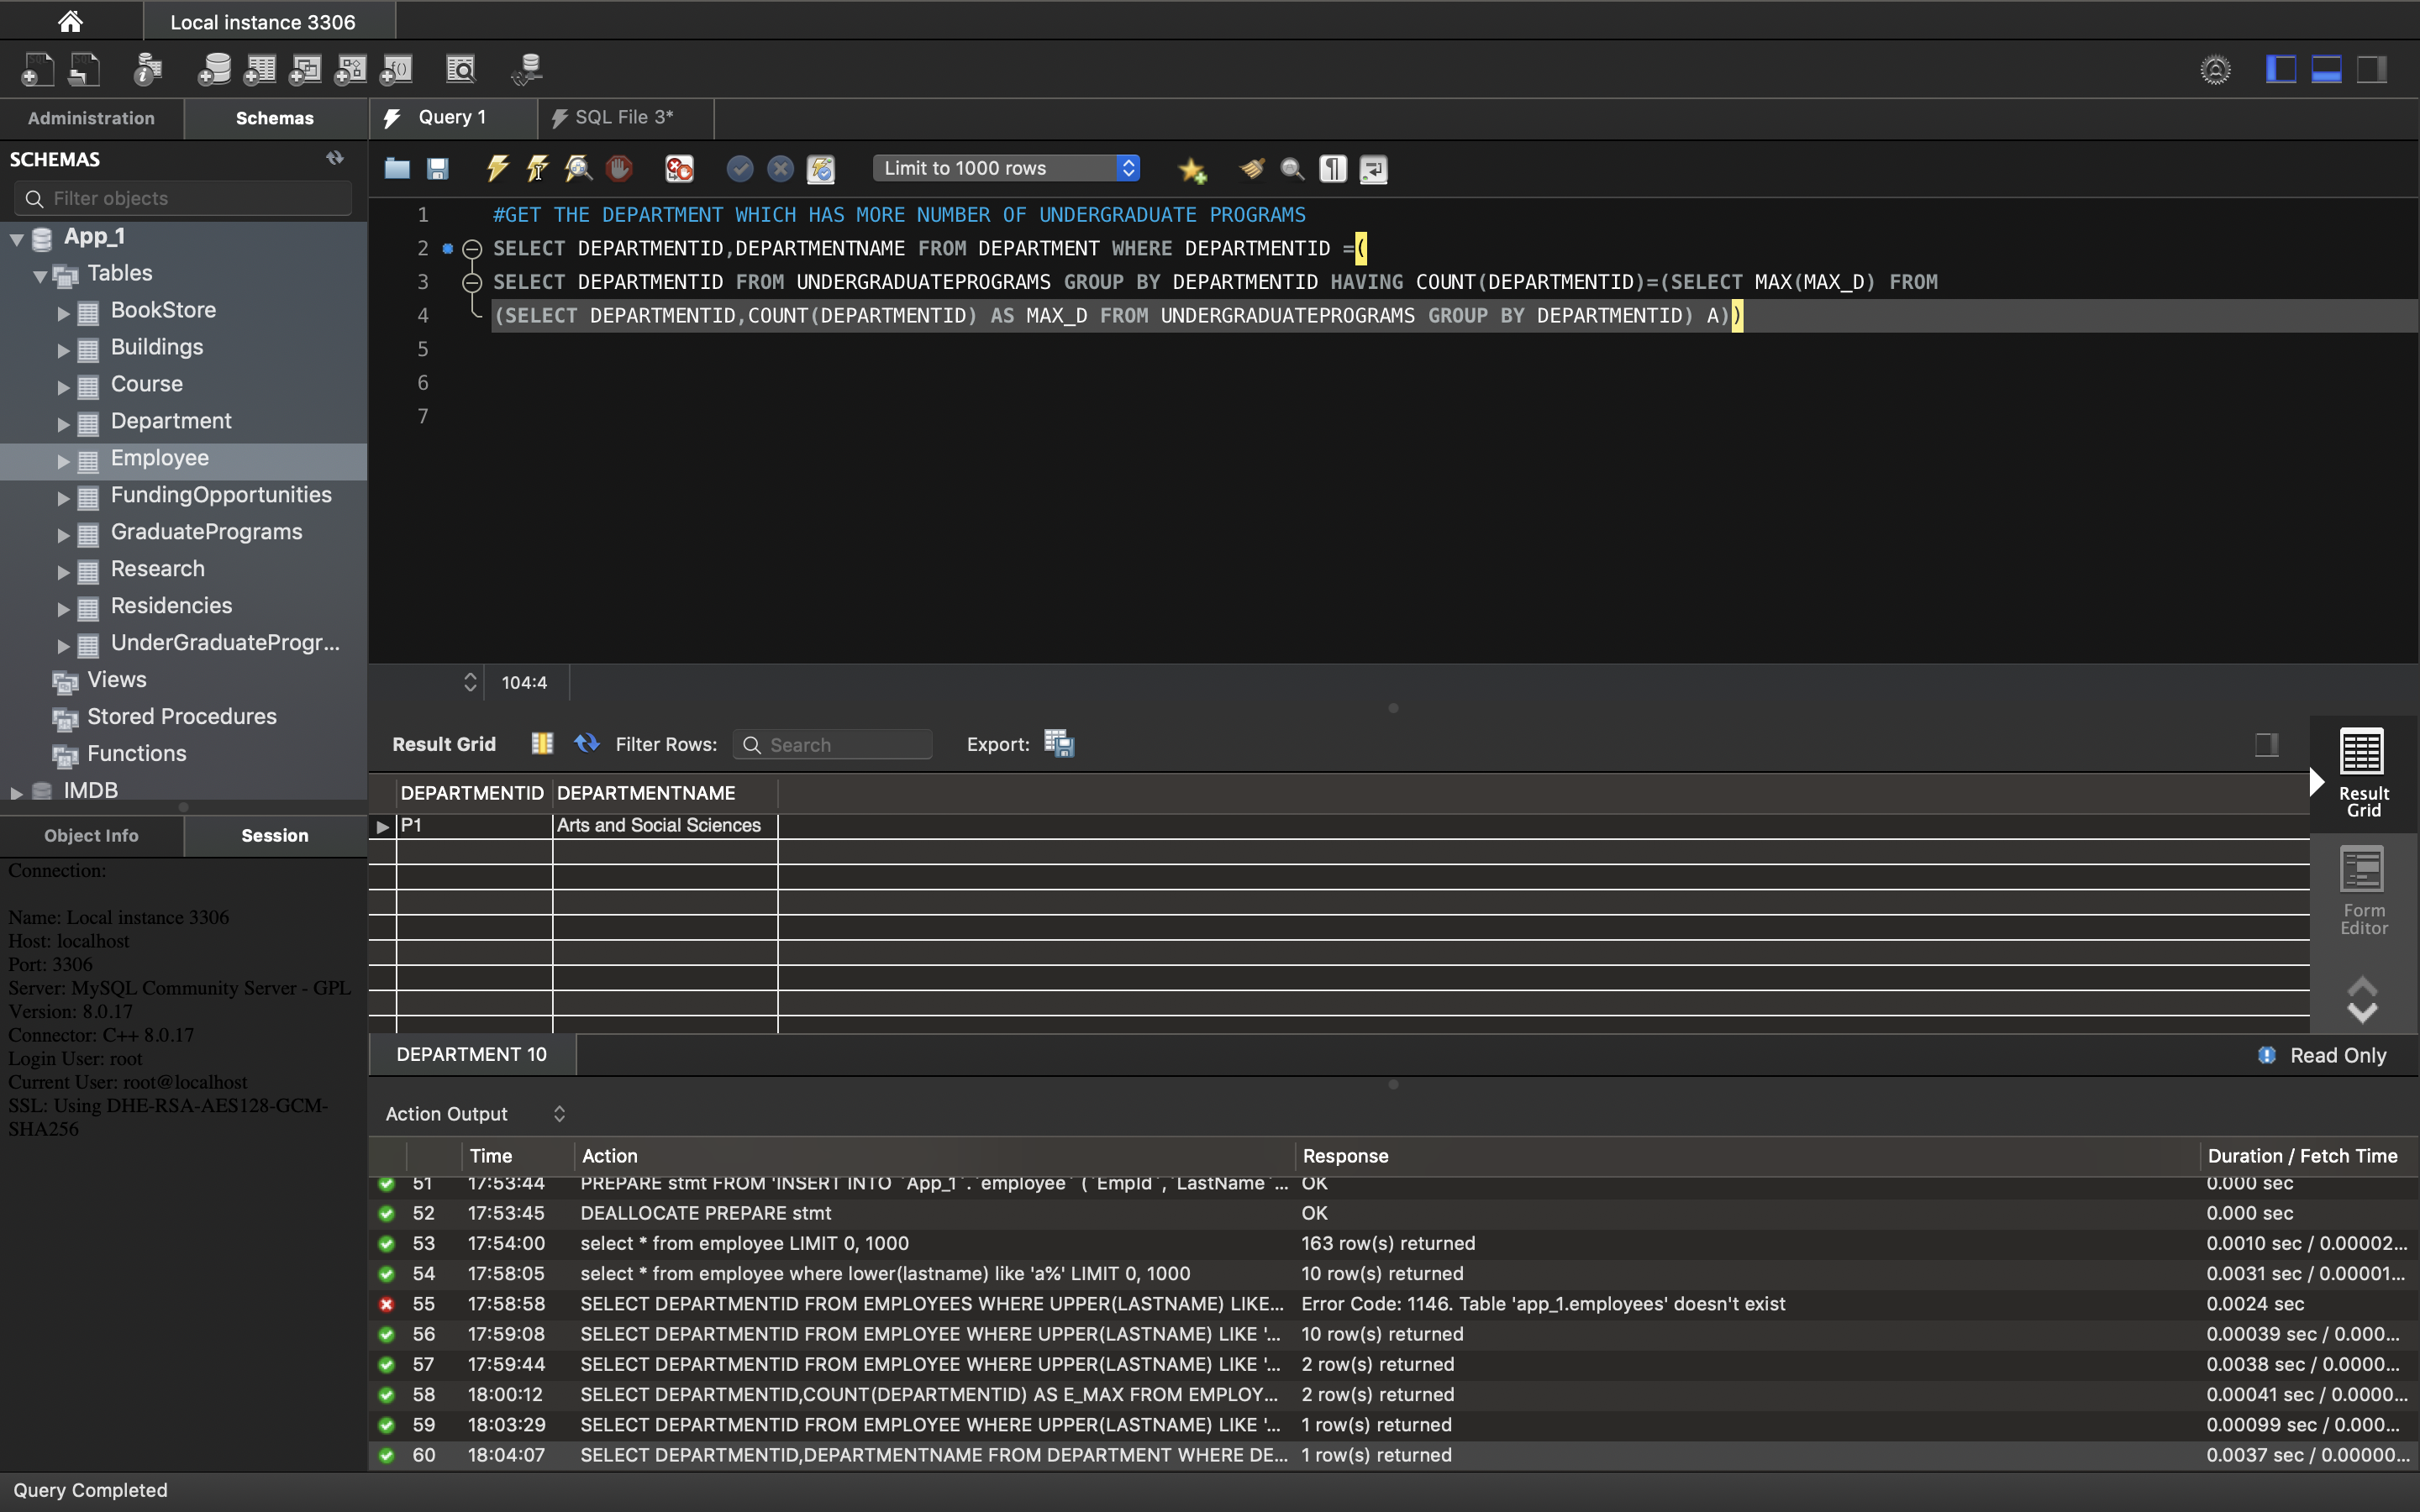 Local instance 3306
Administration
Schemas
Query 1
SQL File 3*
SCHEMAS
Filter objects
Limit to 1000 rows
App_1
Tables
BookStore
Buildings
Course
Department
Employee
FundingOpportunities
GraduatePrograms
Research
Residencies
UnderGraduateProgr...
Views
Stored Procedures
Functions
IMDB
1 #GET THE DEPARTMENT WHICH HAS MORE NUMBER OF UNDERGRADUATE PROGRAMS
2 SELECT DEPARTMENTID,DEPARTMENTNAME FROM DEPARTMENT WHERE DEPARTMENTID =(
3 SELECT DEPARTMENTID FROM UNDERGRADUATEPROGRAMS GROUP BY DEPARTMENTID HAVING COUNT(DEPARTMENTID)=(SELECT MAX(MAX_D) FROM
4 (SELECT DEPARTMENTID,COUNT(DEPARTMENTID) AS MAX_D FROM UNDERGRADUATEPROGRAMS GROUP BY DEPARTMENTID) A))
5
6
7
104:4
Result Grid
Filter Rows:
Search
Export:
Result Grid
Form Editor
DEPARTMENTID DEPARTMENTNAME
P1 Arts and Social Sciences
DEPARTMENT 10
Read Only
Object Info
Session
Connection:
Name: Local instance 3306
Host: localhost
Port: 3306
Server: MySQL Community Server - GPL
Version: 8.0.17
Connector: C++ 8.0.17
Login User: root
Current User: root@localhost
SSL: Using DHE-RSA-AES128-GCM-
SHA256
Action Output
Time Action Response Duration / Fetch Time
51 17:53:44 PREPARE stmt FROM 'INSERT INTO `App_1`.`employee` (`EmpId`,`LastName`... OK 0.000 sec
52 17:53:45 DEALLOCATE PREPARE stmt OK 0.000 sec
53 17:54:00 select * from employee LIMIT 0, 1000 163 row(s) returned 0.0010 sec / 0.00002...
54 17:58:05 select * from employee where lower(lastname) like 'a%' LIMIT 0, 1000 10 row(s) returned 0.0031 sec / 0.00001...
55 17:58:58 SELECT DEPARTMENTID FROM EMPLOYEES WHERE UPPER(LASTNAME) LIKE... Error Code: 1146. Table 'app_1.employees' doesn't exist 0.0024 sec
56 17:59:08 SELECT DEPARTMENTID FROM EMPLOYEE WHERE UPPER(LASTNAME) LIKE '... 10 row(s) returned 0.00039 sec / 0.000...
57 17:59:44 SELECT DEPARTMENTID FROM EMPLOYEE WHERE UPPER(LASTNAME) LIKE '... 2 row(s) returned 0.0038 sec / 0.0000...
58 18:00:12 SELECT DEPARTMENTID,COUNT(DEPARTMENTID) AS E_MAX FROM EMPLOY... 2 row(s) returned 0.00041 sec / 0.0000...
59 18:03:29 SELECT DEPARTMENTID FROM EMPLOYEE WHERE UPPER(LASTNAME) LIKE '... 1 row(s) returned 0.00099 sec / 0.000...
60 18:04:07 SELECT DEPARTMENTID,DEPARTMENTNAME FROM DEPARTMENT WHERE DE... 1 row(s) returned 0.0037 sec / 0.00000...
Query Completed